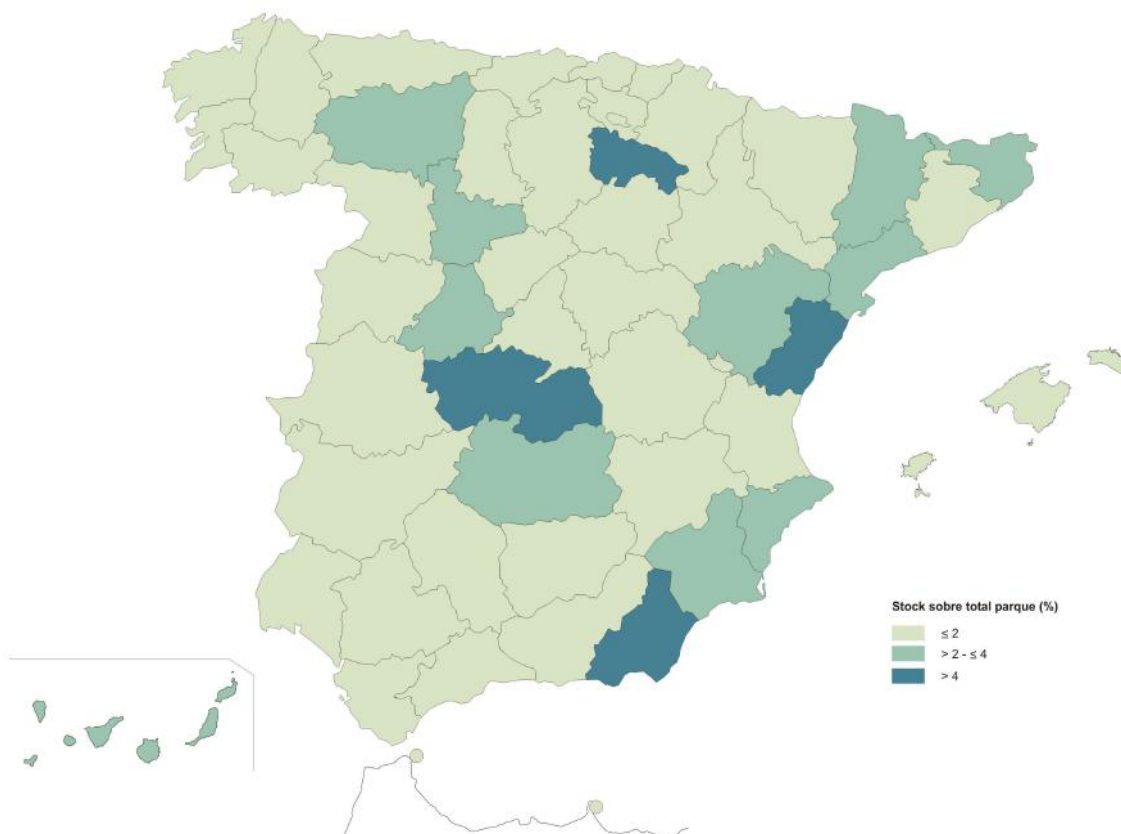 Stock sobre total parque (%)
≤ 2
> 2 - ≤ 4
> 4